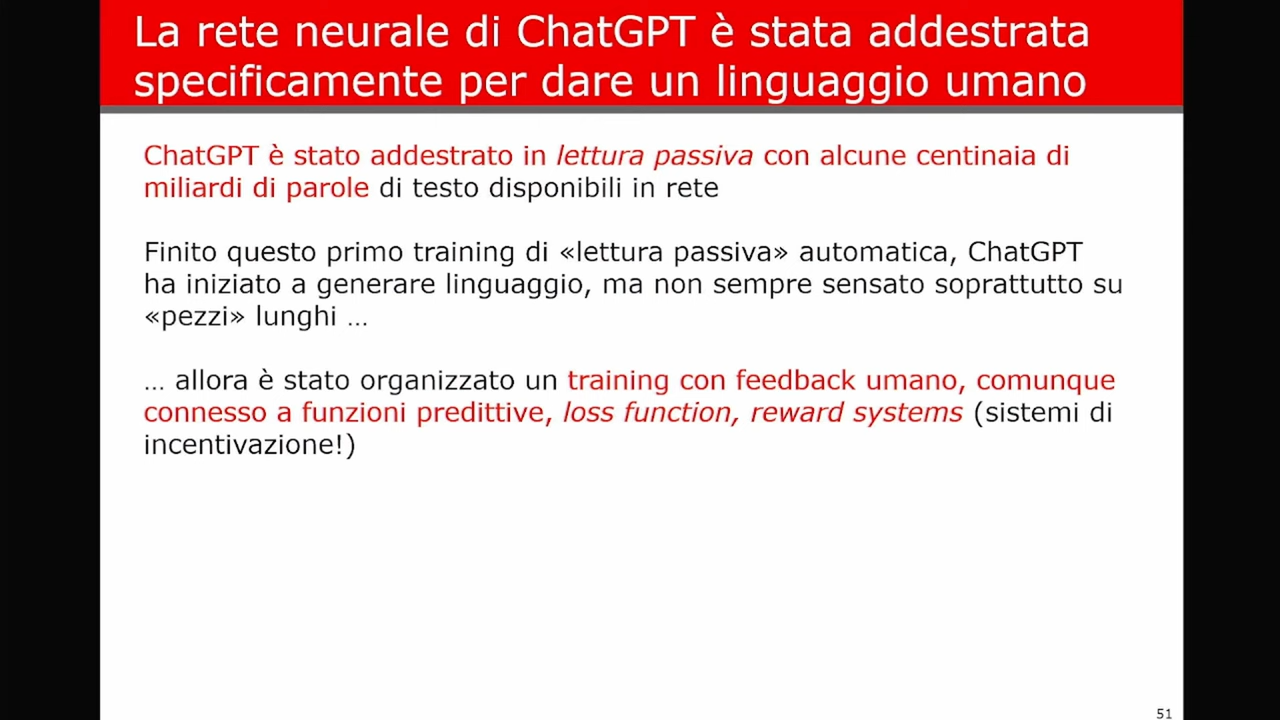 La rete neurale di ChatGPT è stata addestrata
specificamente per dare un linguaggio umano
ChatGPT è stato addestrato in lettura passiva con alcune centinaia di
miliardi di parole di testo disponibili in rete
Finito questo primo training di «lettura passiva» automatica, ChatGPT
ha iniziato a generare linguaggio, ma non sempre sensato soprattutto su
«pezzi» lunghi …
… allora è stato organizzato un training con feedback umano, comunque
connesso a funzioni predittive, loss function, reward systems (sistemi di
incentivazione!)
51